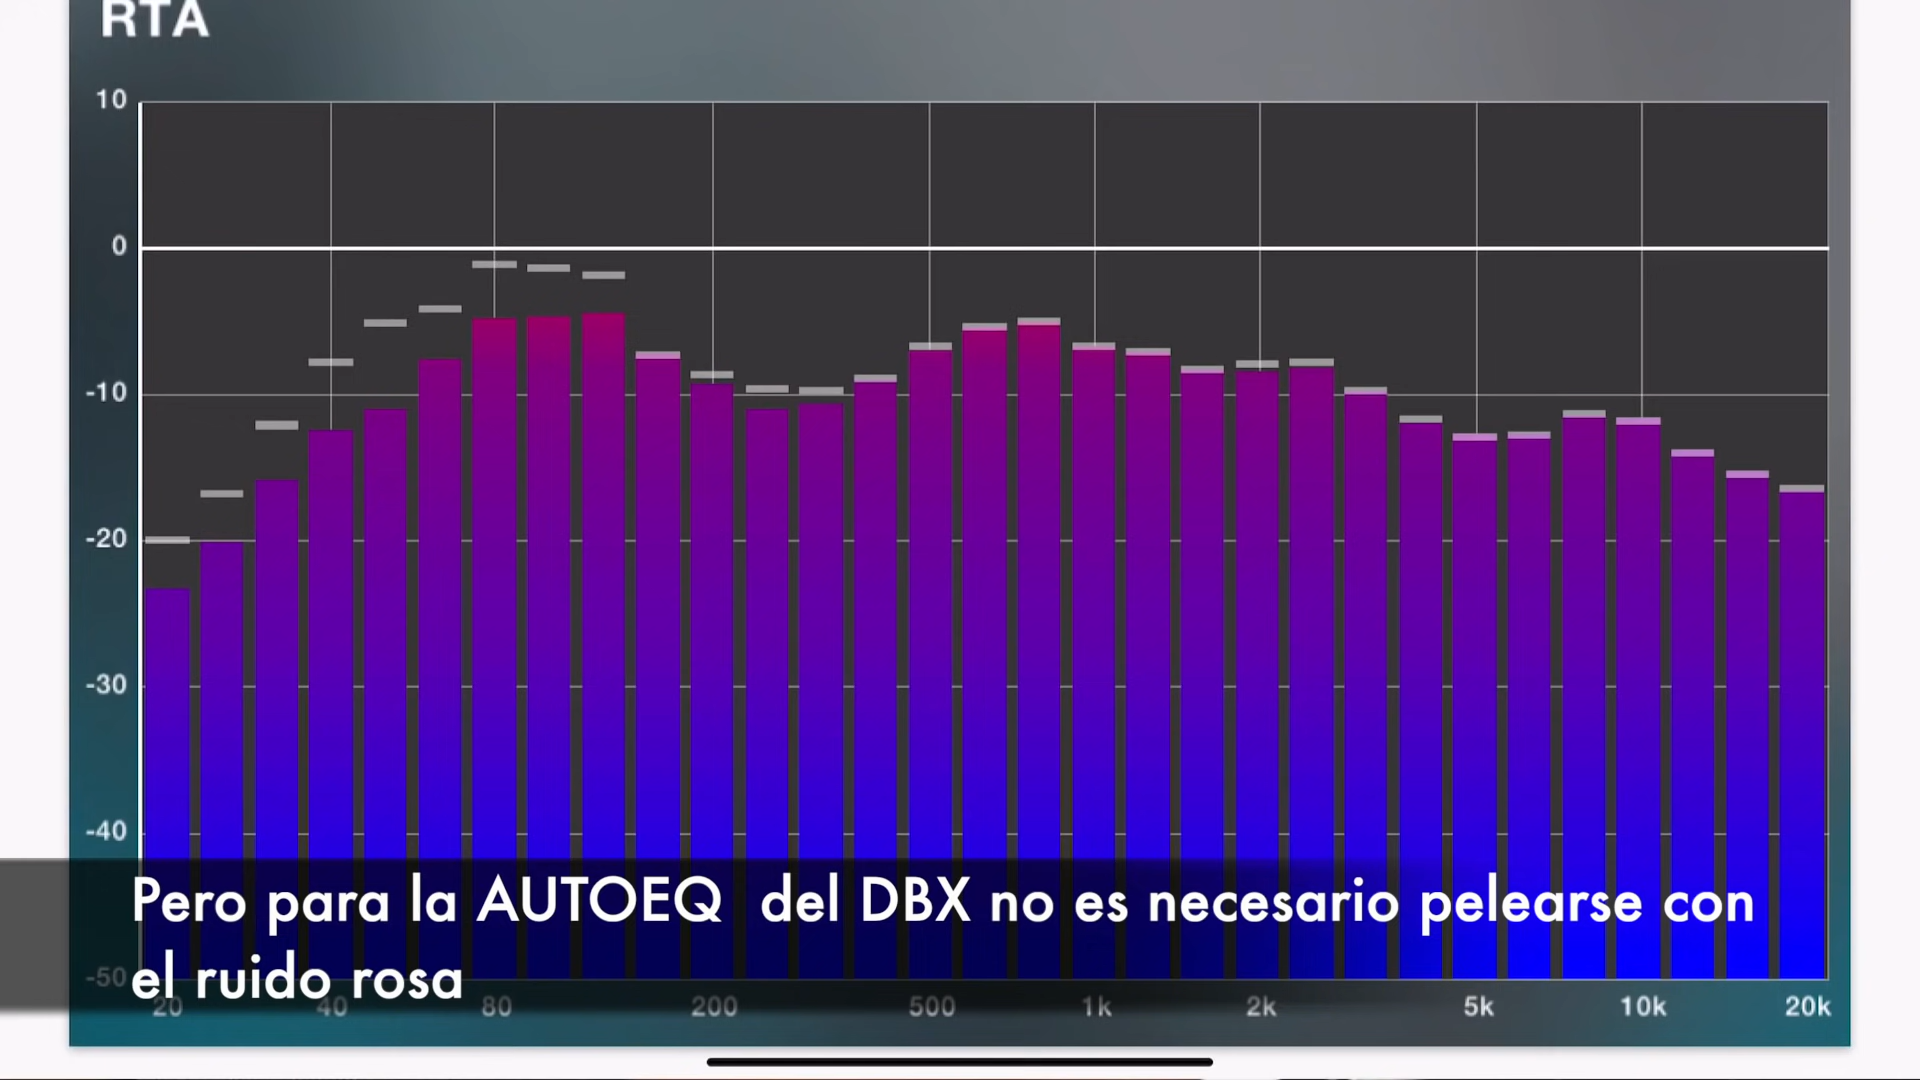 RTA
10
0
-10
-20
-30
-40
-50
Pero para la AUTOEQ del DBX no es necesario pelearse con
el ruido rosa
20 40 80 200 500 1k 2k 5k 10k 20k